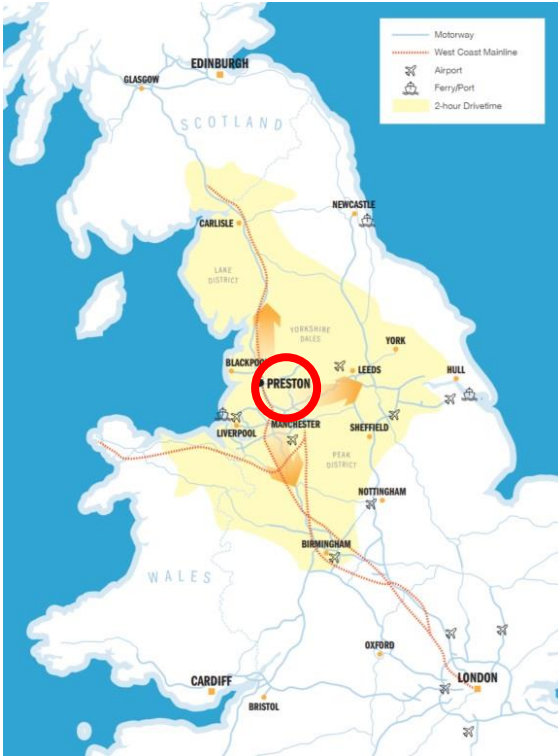 Motorway
West Coast Mainline
Airport
Ferry/Port
2-hour Drivetime
EDINBURGH
GLASGOW
SCOTLAND
NEWCASTLE
CARLISLE
LAKE
DISTRICT
YORKSHIRE
DALES
YORK
BLACKPOOL
LEEDS
HULL
PRESTON
MANCHESTER
LIVERPOOL
SHEFFIELD
PEAK
DISTRICT
NOTTINGHAM
BIRMINGHAM
WALES
OXFORD
CARDIFF
LONDON
BRISTOL